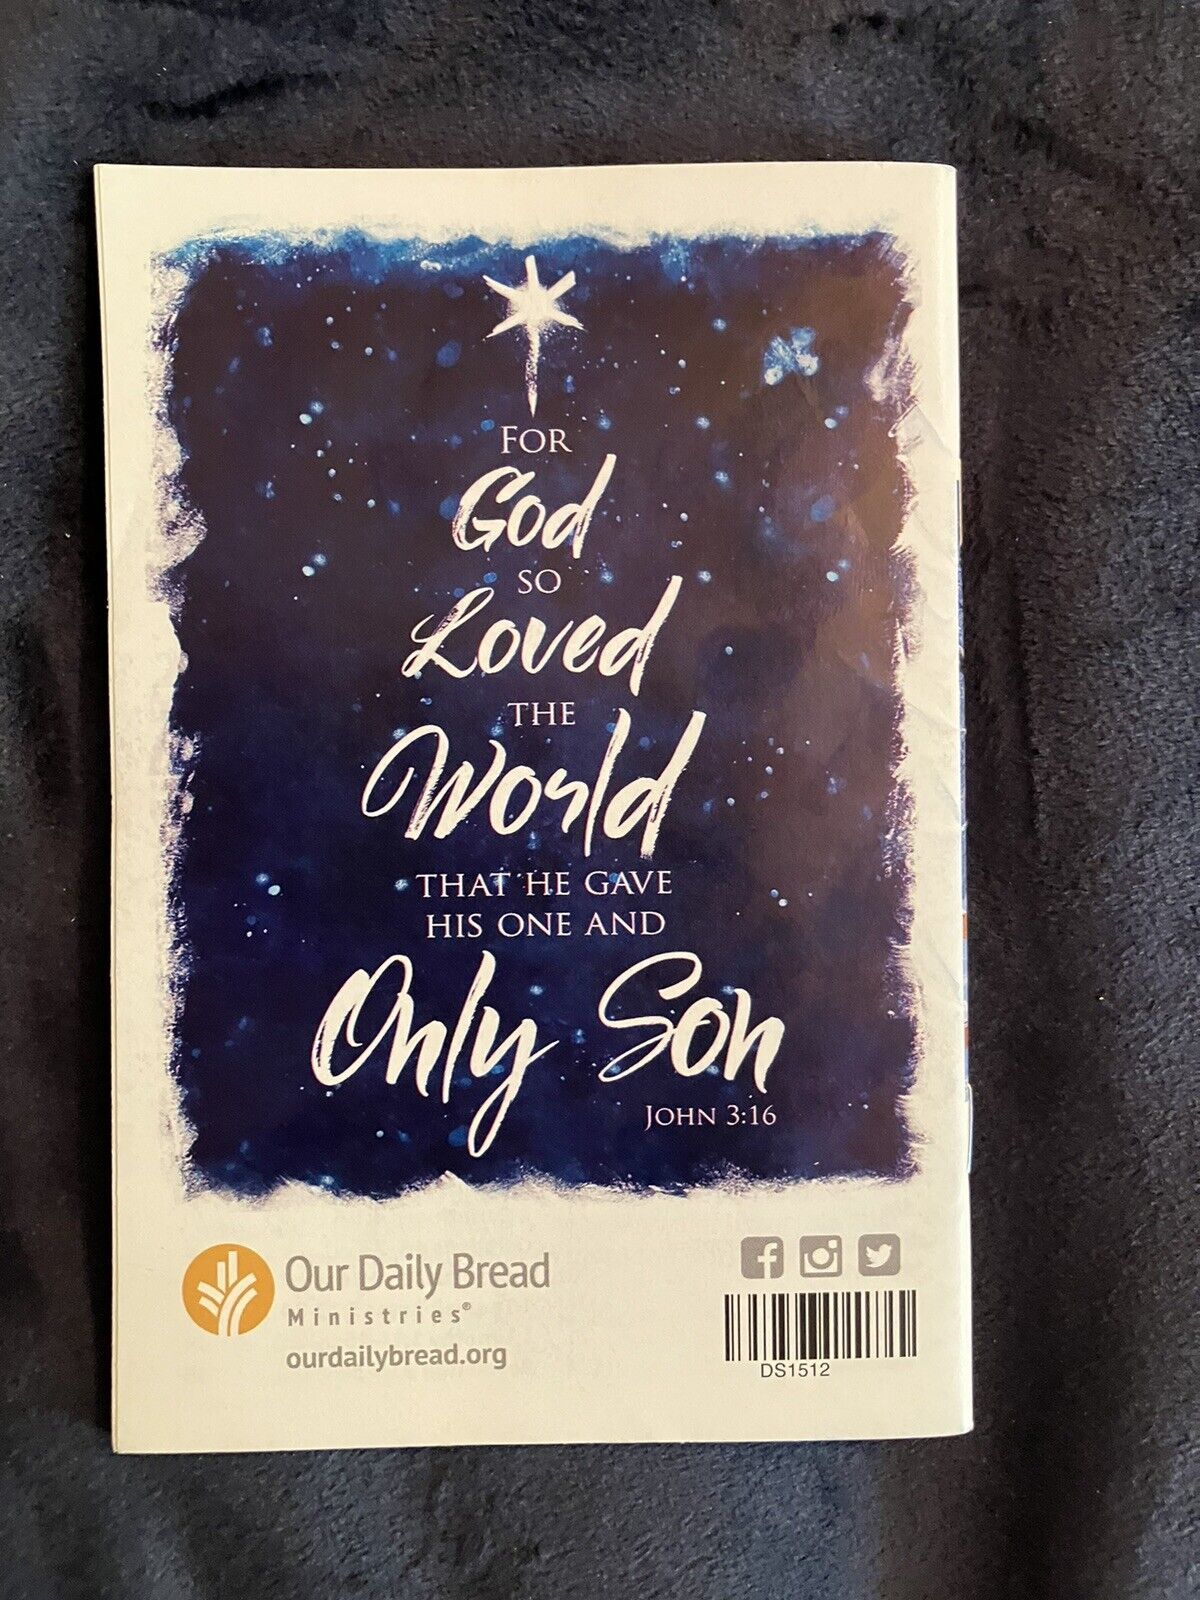 FOR
God
SO
Loved
THE
World
THAT HE GAVE
HIS ONE AND
Only Son
JOHN 3:16
Our Daily Bread
Ministries®
ourdailybread.org
DS1512